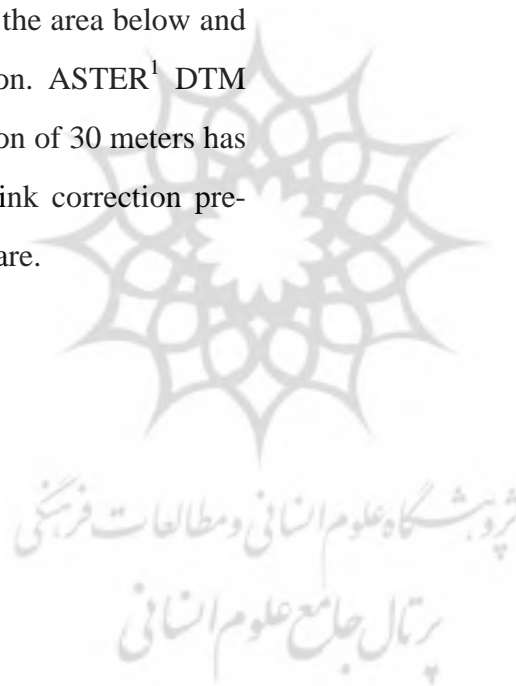 the area below and
on. ASTER¹ DTM
on of 30 meters has
ink correction pre-
are.
پژوهشگاه علوم انسانی و مطالعات فرهنگی
پرتال جامع علوم انسانی